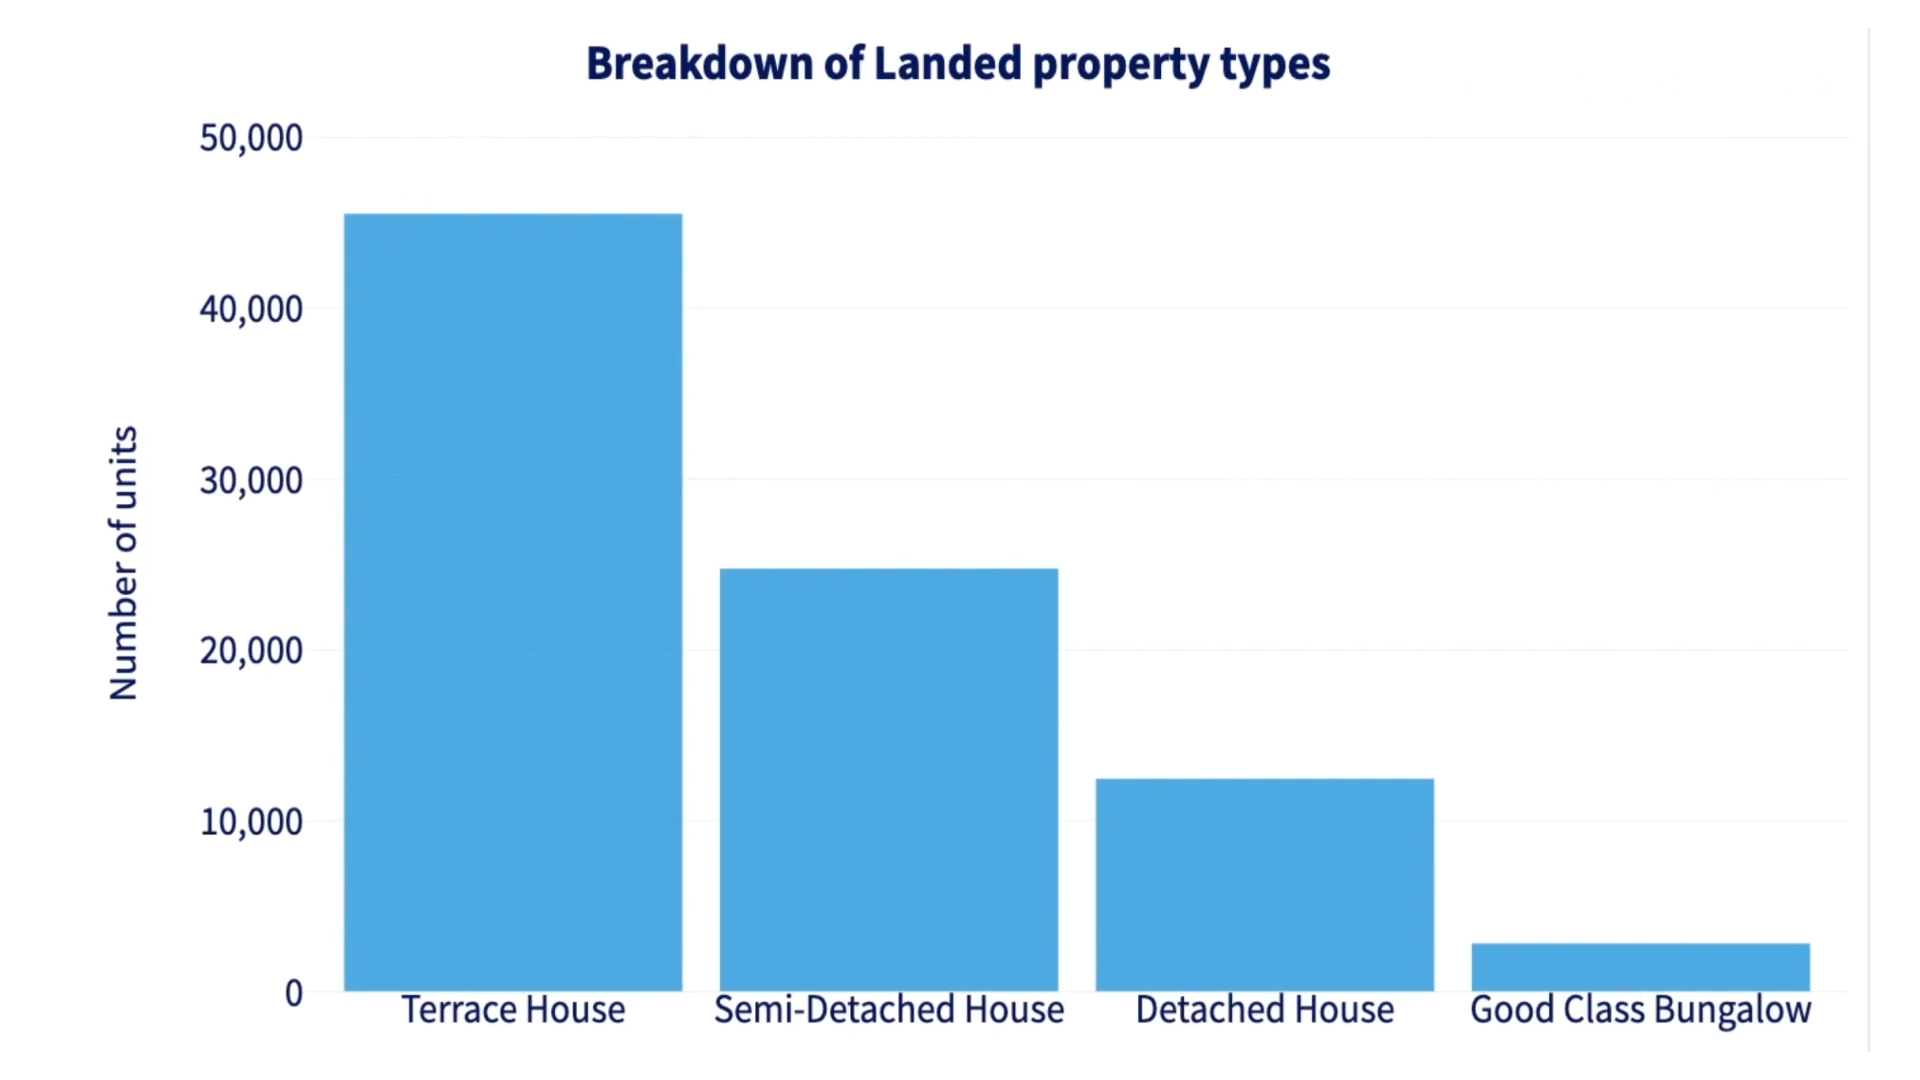 Breakdown of Landed property types
50,000
40,000
30,000
20,000
10,000
0
Number of units
Terrace House
Semi-Detached House
Detached House
Good Class Bungalow